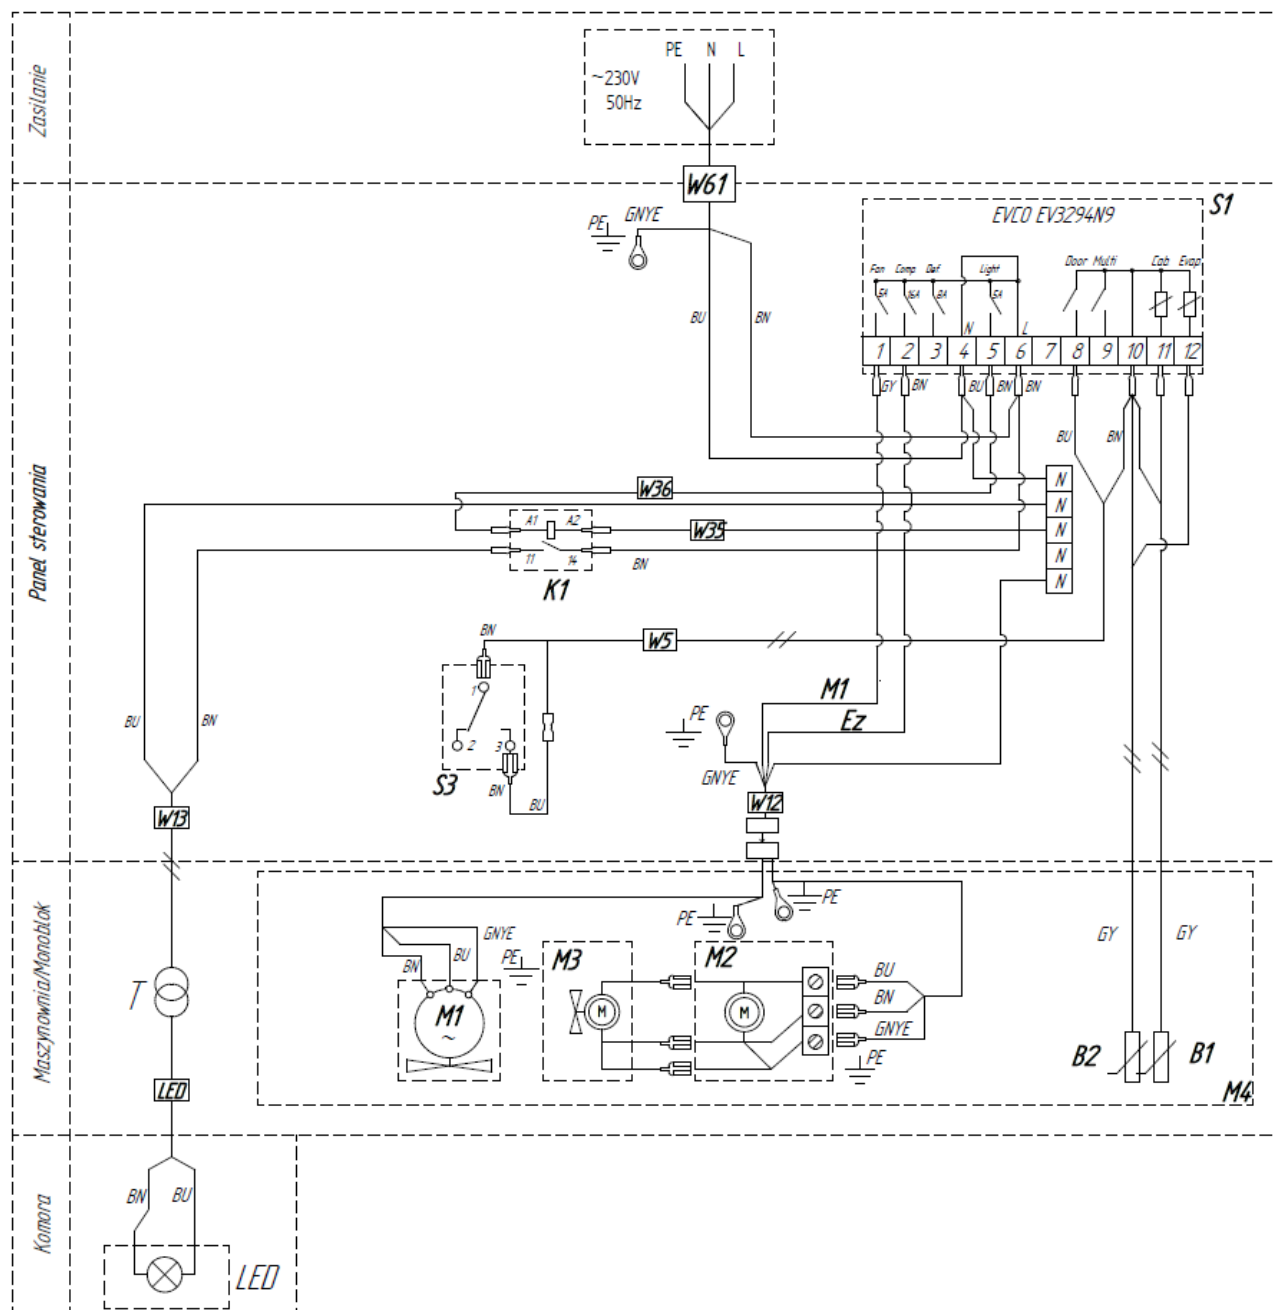 Zasilanie
PE N L
~230V
50Hz
W61
Panel sterowania
PE
GNYE
BU
BN
S1
EVCO EV3294N9
Fan Comp Def Light Door Multi Cab Evap
5A 16A 8A 5A
N L
1 2 3 4 5 6 7 8 9 10 11 12
GY BN BU BN BN
BU BN
W36
N
N
A1 A2
W35
N
11 14
BN
N
K1
N
BN
W5
1
2 3
S3
BN
BU
M1
Ez
PE
GNYE
W12
BU
BN
W13
Maszynownia/Monoblok
PE
PE
GNYE
BU
BN
PE
M1
~
M3
M
M2
M
BU
BN
GNYE
PE
GY GY
B2
B1
M4
T
LED
Komora
BN BU
LED